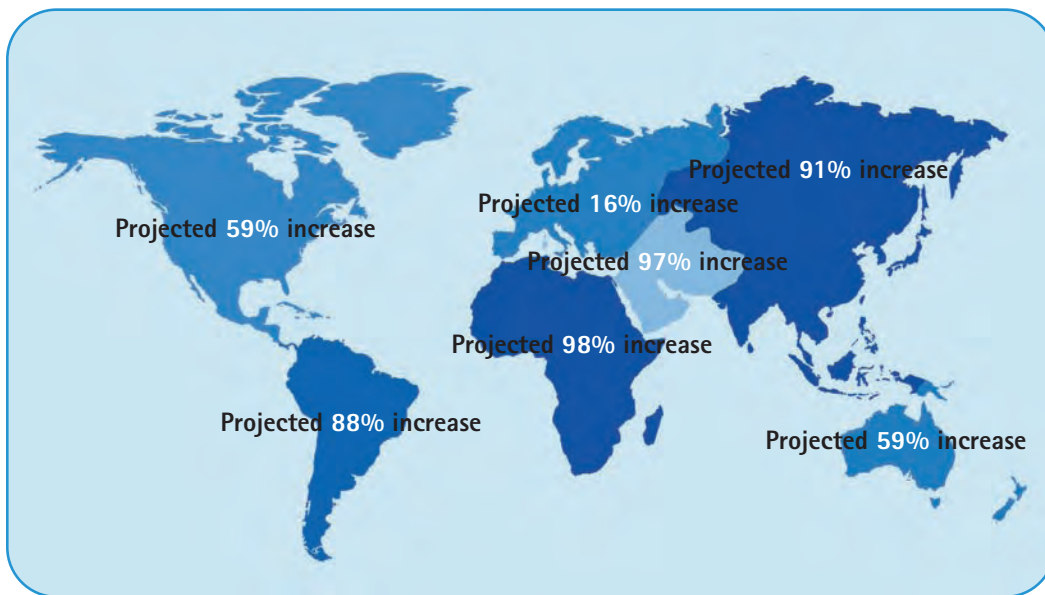 Projected 91% increase
Projected 16% increase
Projected 59% increase
Projected 97% increase
Projected 98% increase
Projected 88% increase
Projected 59% increase